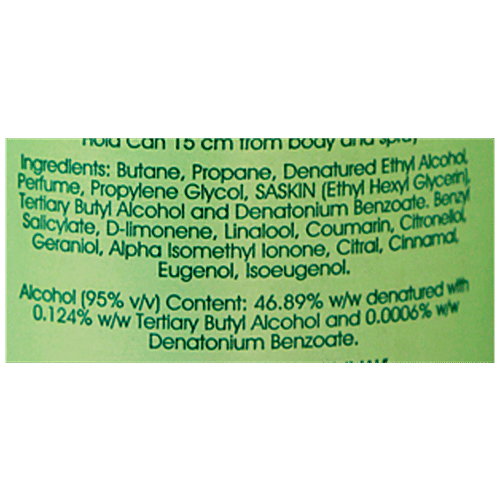 Hold Can 15 cm from body and spray
Ingredients: Butane, Propane, Denatured Ethyl Alcohol,
Perfume, Propylene Glycol, SASKIN (Ethyl Hexyl Glycerin),
Tertiary Butyl Alcohol and Denatonium Benzoate. Benzyl
Salicylate, D-limonene, Linalool, Coumarin, Citronellol,
Geraniol, Alpha Isomethyl Ionone, Citral, Cinnamal,
Eugenol, Isoeugenol.
Alcohol (95% v/v) Content: 46.89% w/w denatured with
0.124% w/w Tertiary Butyl Alcohol and 0.0006% w/w
Denatonium Benzoate.